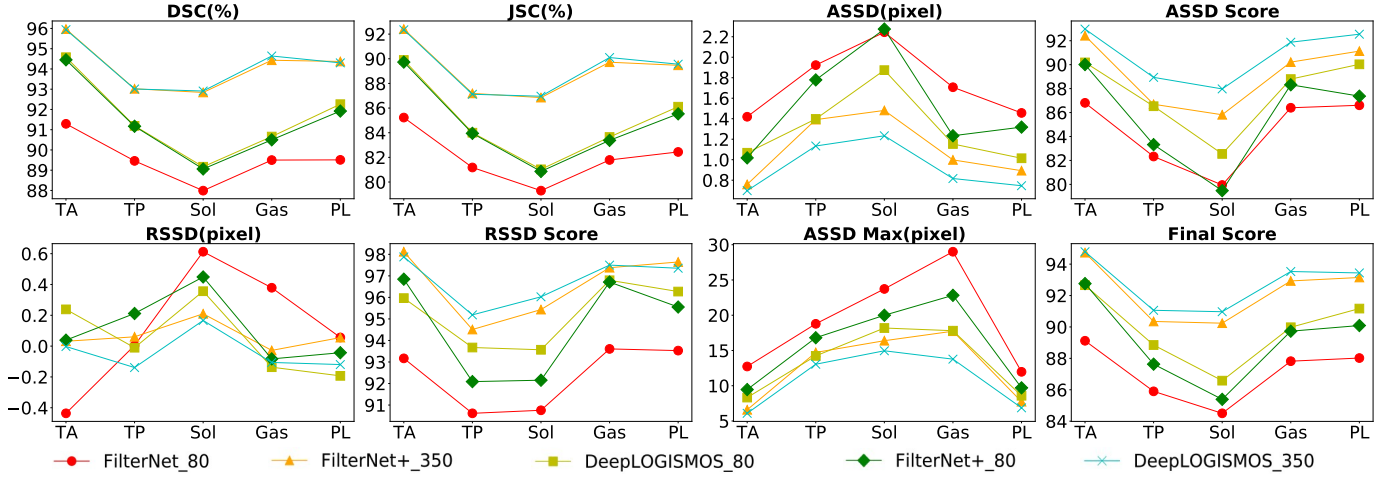 DSC(%) JSC(%) ASSD(pixel) ASSD Score
96 92 2.2 92
95 90 2.0 90
94 88 1.8 88
93 86 1.6 86
92 84 1.4 84
91 82 1.2 82
90 80 1.0 80
89 0.8
88
TA TP Sol Gas PL TA TP Sol Gas PL TA TP Sol Gas PL TA TP Sol Gas PL
RSSD(pixel) RSSD Score ASSD Max(pixel) Final Score
0.6 98 30 94
0.4 97 25 92
0.2 96 20 90
0.0 95 15 88
−0.2 94 10 86
−0.4 93 5 84
92
91
TA TP Sol Gas PL TA TP Sol Gas PL TA TP Sol Gas PL TA TP Sol Gas PL
FilterNet_80 FilterNet+_350 DeepLOGISMOS_80 FilterNet+_80 DeepLOGISMOS_350